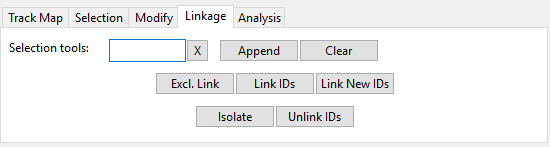 Track Map Selection Modify Linkage Analysis
Selection tools: X Append Clear
Excl. Link Link IDs Link New IDs
Isolate Unlink IDs